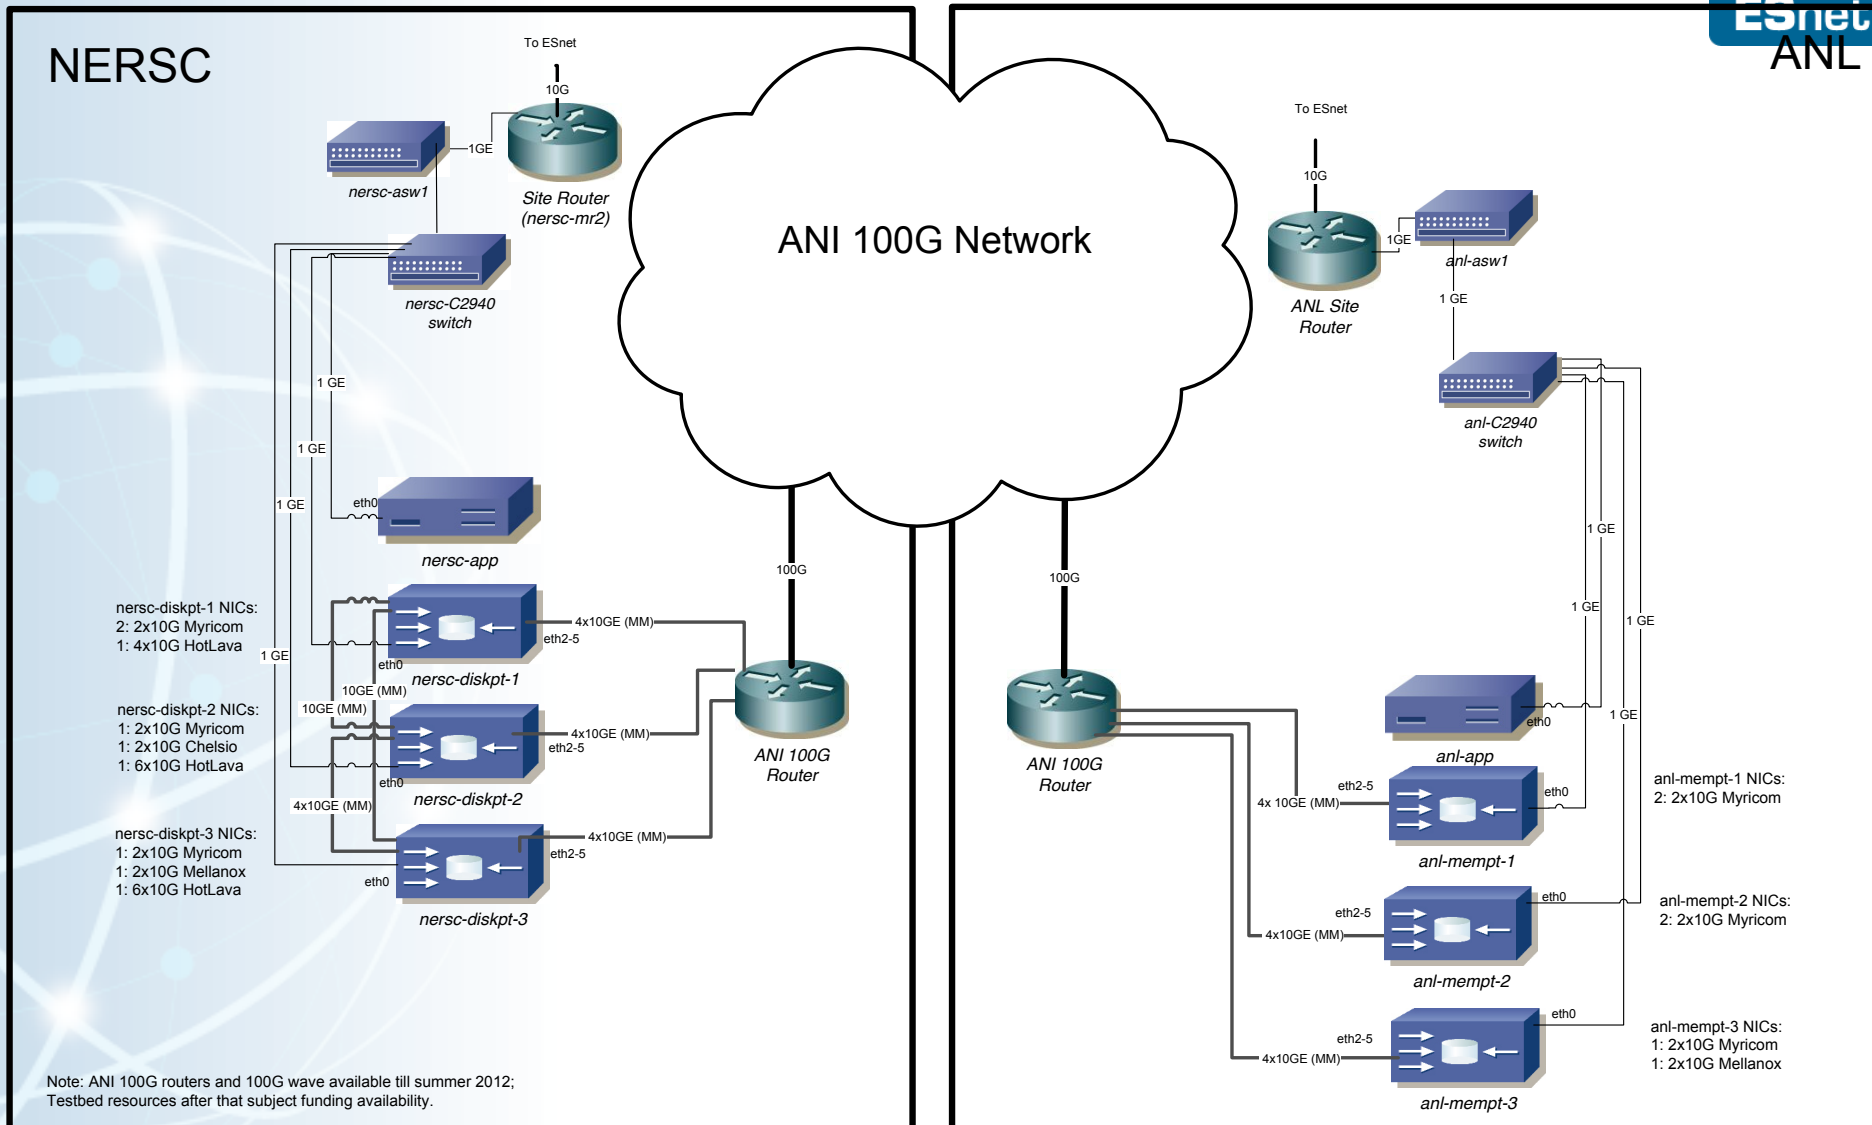 ESnet
NERSC
ANL
To ESnet
10G
1GE
nersc-asw1
Site Router
(nersc-mr2)
nersc-C2940
switch
1 GE
1 GE
1 GE
1 GE
eth0
nersc-app
nersc-diskpt-1 NICs:
2: 2x10G Myricom
1: 4x10G HotLava
4x10GE (MM)
eth2-5
eth0
nersc-diskpt-1
10GE (MM)
10GE (MM)
nersc-diskpt-2 NICs:
1: 2x10G Myricom
1: 2x10G Chelsio
1: 6x10G HotLava
4x10GE (MM)
eth2-5
eth0
nersc-diskpt-2
4x10GE (MM)
nersc-diskpt-3 NICs:
1: 2x10G Myricom
1: 2x10G Mellanox
1: 6x10G HotLava
4x10GE (MM)
eth2-5
eth0
nersc-diskpt-3
100G
ANI 100G
Router
Note: ANI 100G routers and 100G wave available till summer 2012;
Testbed resources after that subject funding availability.
ANI 100G Network
To ESnet
10G
1GE
anl-asw1
ANL Site
Router
1 GE
anl-C2940
switch
1 GE
1 GE
1 GE
1 GE
100G
ANI 100G
Router
eth0
anl-app
eth2-5
4x 10GE (MM)
eth0
anl-mempt-1
anl-mempt-1 NICs:
2: 2x10G Myricom
eth2-5
4x10GE (MM)
eth0
anl-mempt-2
anl-mempt-2 NICs:
2: 2x10G Myricom
eth2-5
4x10GE (MM)
eth0
anl-mempt-3
anl-mempt-3 NICs:
1: 2x10G Myricom
1: 2x10G Mellanox